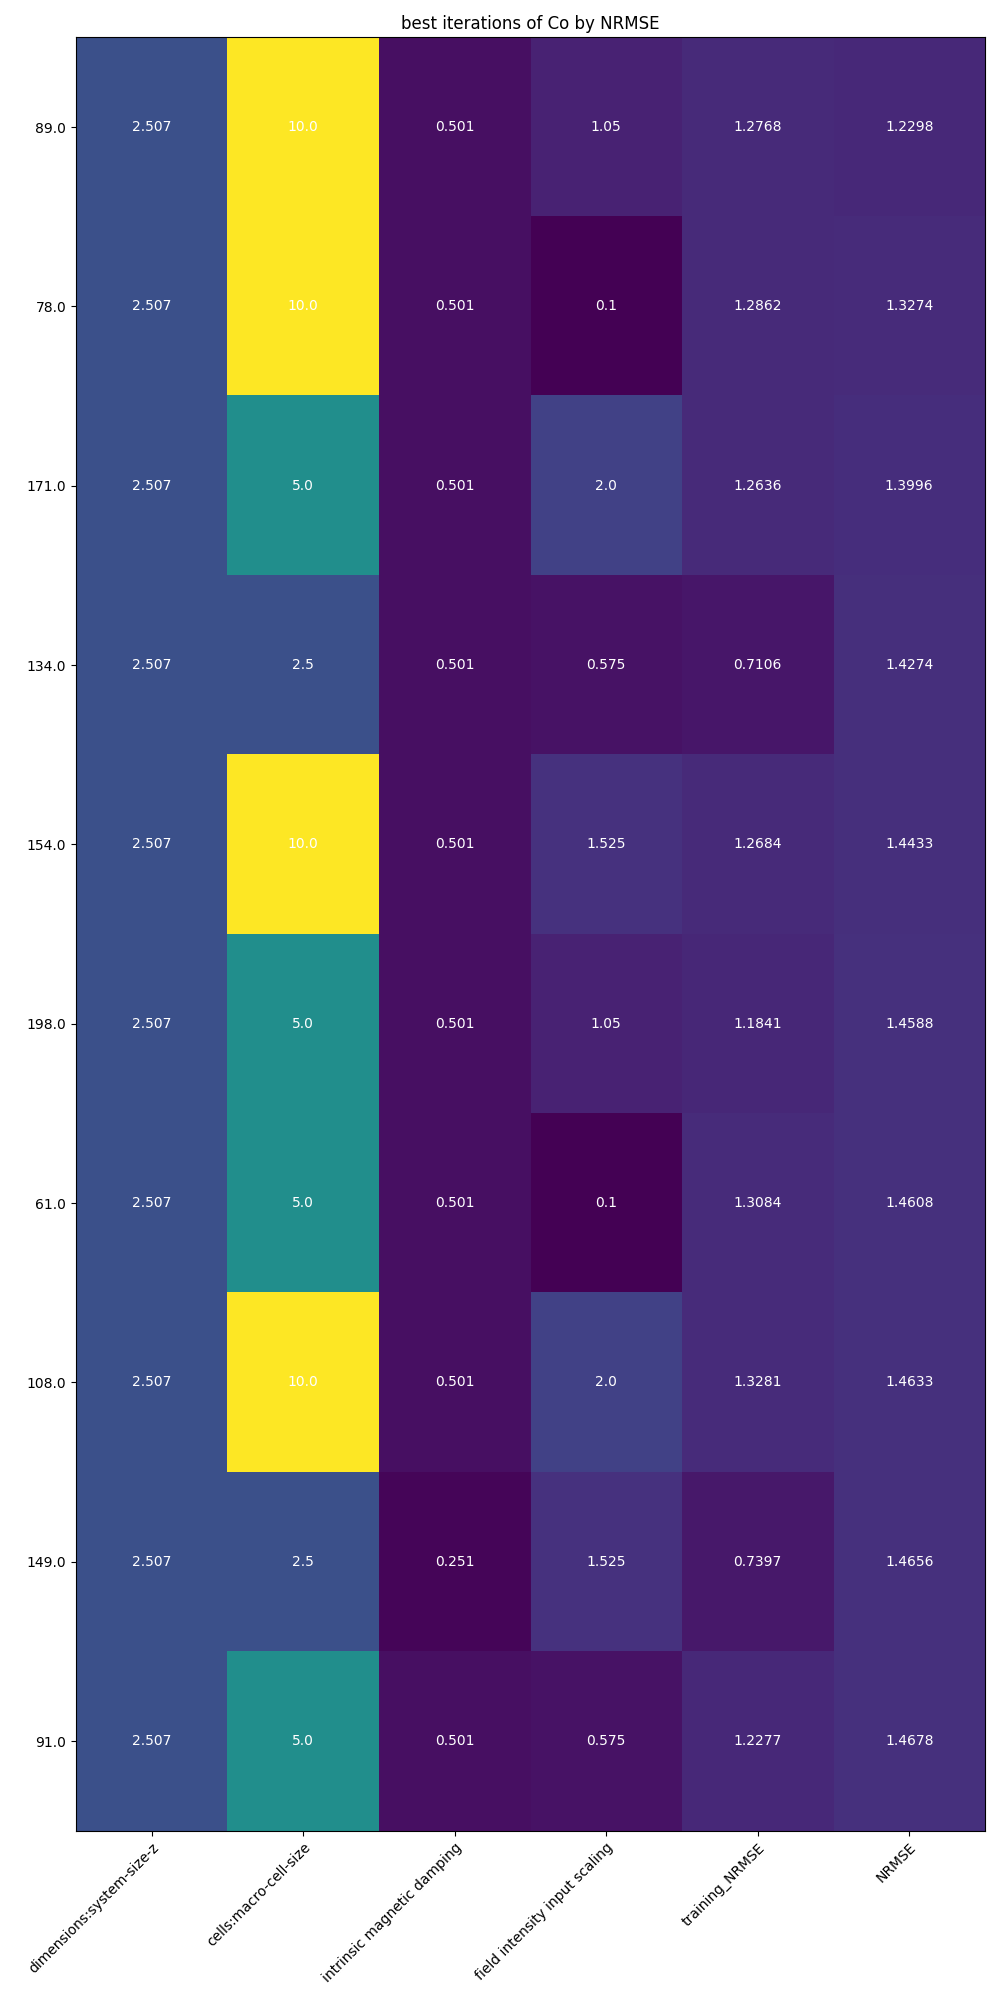 best iterations of Co by NRMSE
89.0 2.507 10.0 0.501 1.05 1.2768 1.2298
78.0 2.507 10.0 0.501 0.1 1.2862 1.3274
171.0 2.507 5.0 0.501 2.0 1.2636 1.3996
134.0 2.507 2.5 0.501 0.575 0.7106 1.4274
154.0 2.507 10.0 0.501 1.525 1.2684 1.4433
198.0 2.507 5.0 0.501 1.05 1.1841 1.4588
61.0 2.507 5.0 0.501 0.1 1.3084 1.4608
108.0 2.507 10.0 0.501 2.0 1.3281 1.4633
149.0 2.507 2.5 0.251 1.525 0.7397 1.4656
91.0 2.507 5.0 0.501 0.575 1.2277 1.4678
dimensions:system-size-z
cells:macro-cell-size
intrinsic magnetic damping
field intensity input scaling
training_NRMSE
NRMSE